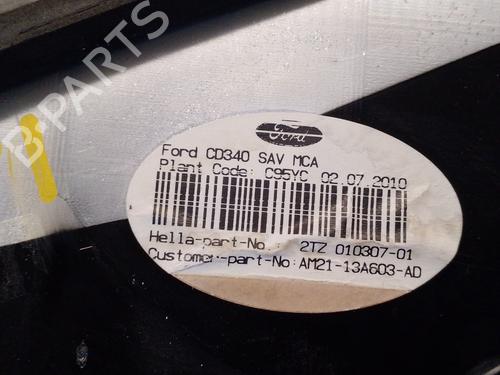 B-PARTS
Ford
Ford CD340 SAV MCA
Plant Code: C95YC 02.07.2010
Hella-part-No.: 2TZ 010307-01
Customer-part-No: AM21-13A603-AD